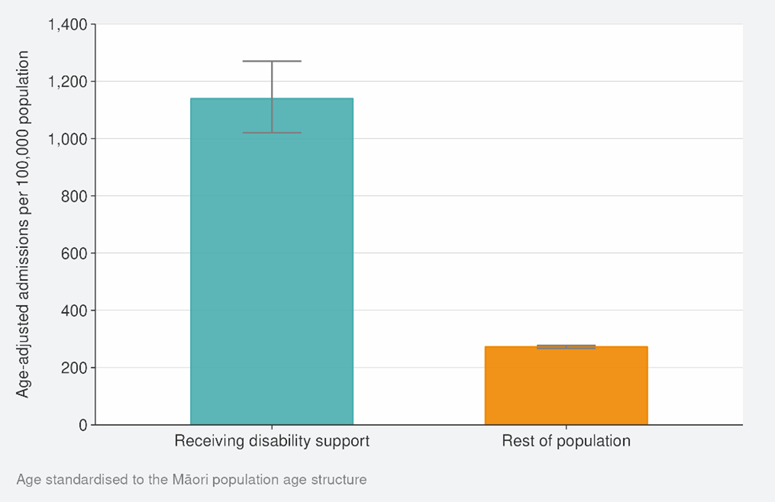 Age-adjusted admissions per 100,000 population
1,400
1,200
1,000
800
600
400
200
0
Receiving disability support
Rest of population
Age standardised to the Māori population age structure